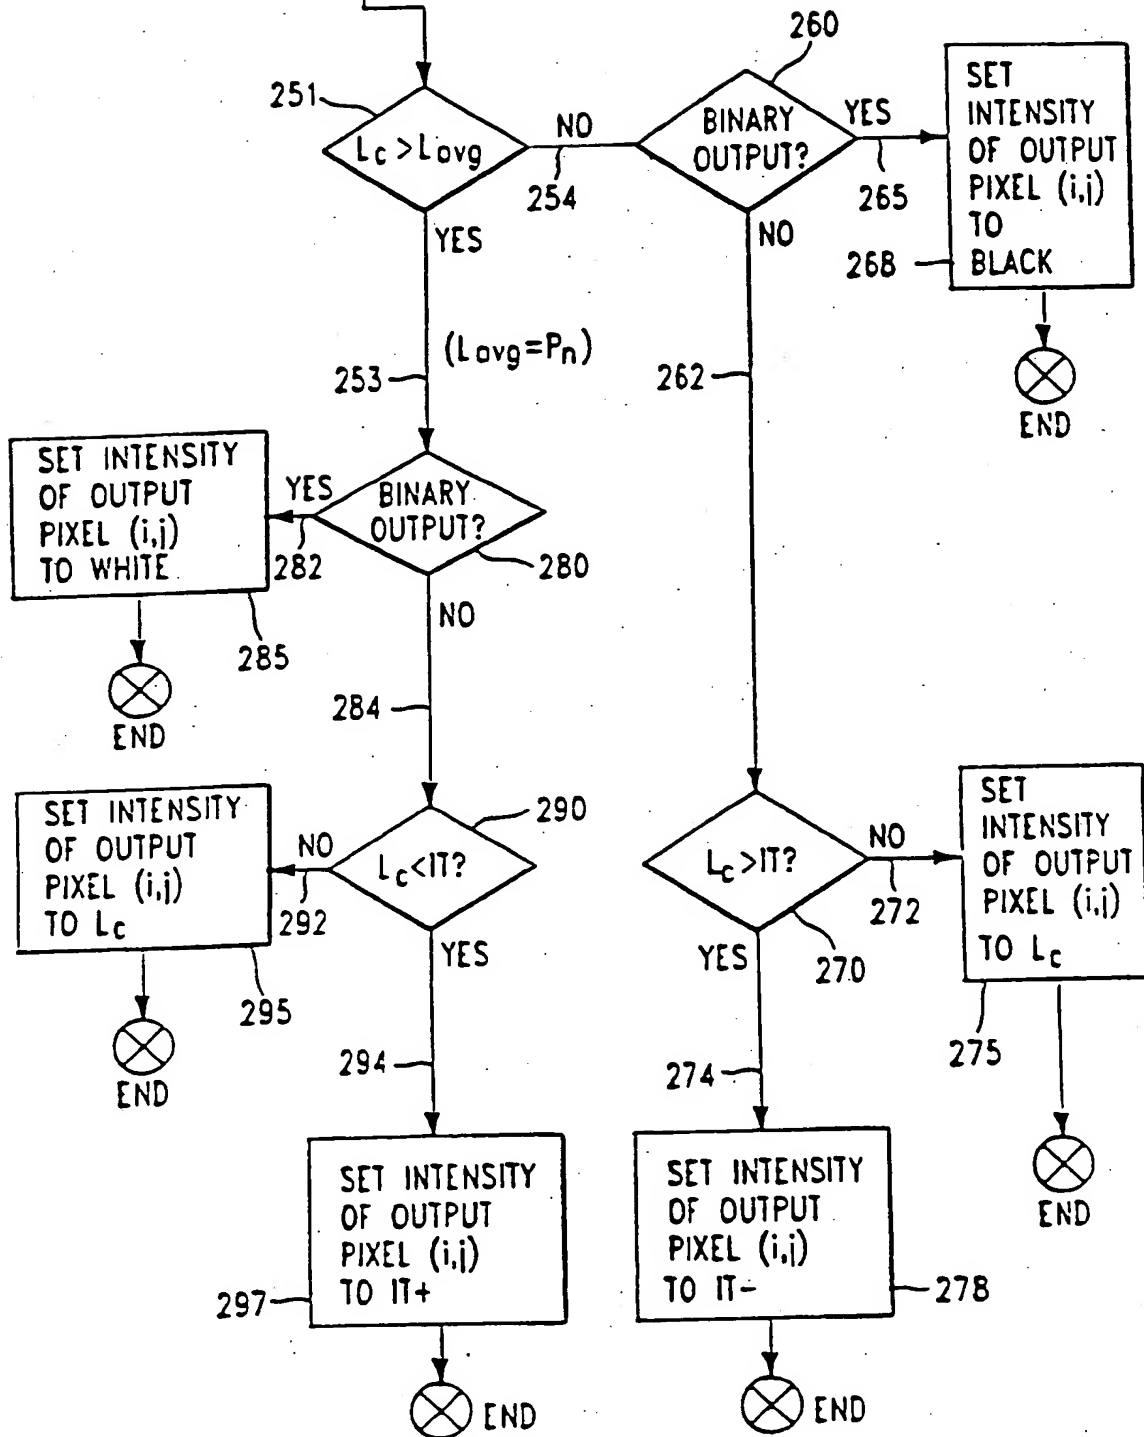 260
251
L_c > L_avg
NO
254
BINARY
OUTPUT?
YES
265
SET
INTENSITY
OF OUTPUT
PIXEL (i,j)
TO
BLACK
268
END
YES
NO
(L_avg=P_n)
253
262
SET INTENSITY
OF OUTPUT
PIXEL (i,j)
TO WHITE
YES
282
BINARY
OUTPUT?
280
285
NO
END
284
SET INTENSITY
OF OUTPUT
PIXEL (i,j)
TO L_c
NO
292
L_c<IT?
290
295
YES
END
L_c>IT?
NO
272
270
YES
SET
INTENSITY
OF OUTPUT
PIXEL (i,j)
TO L_c
275
END
294
274
SET INTENSITY
OF OUTPUT
PIXEL (i,j)
TO IT+
297
END
SET INTENSITY
OF OUTPUT
PIXEL (i,j)
TO IT-
278
END